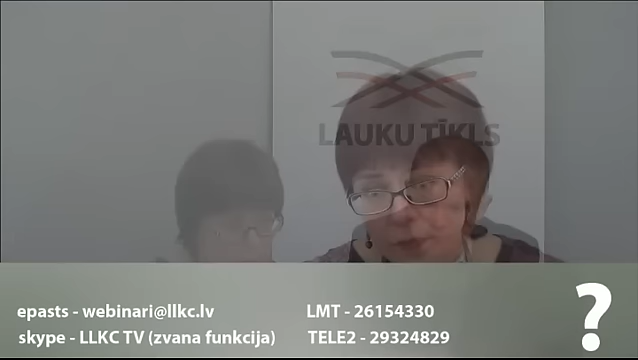 LAUKU TĪKLS
epasts - webinari@llkc.lv
LMT - 26154330
skype - LLKC TV (zvana funkcija)
TELE2 - 29324829
?